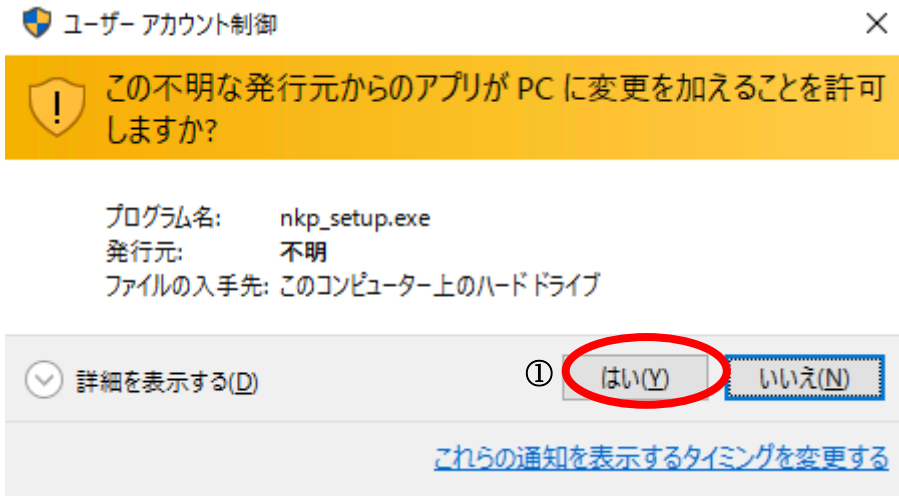 ユーザー アカウント制御
この不明な発行元からのアプリが PC に変更を加えることを許可
しますか?
プログラム名: nkp_setup.exe
発行元: 不明
ファイルの入手先: このコンピューター上のハード ドライブ
詳細を表示する(D)
① はい(Y) いいえ(N)
これらの通知を表示するタイミングを変更する